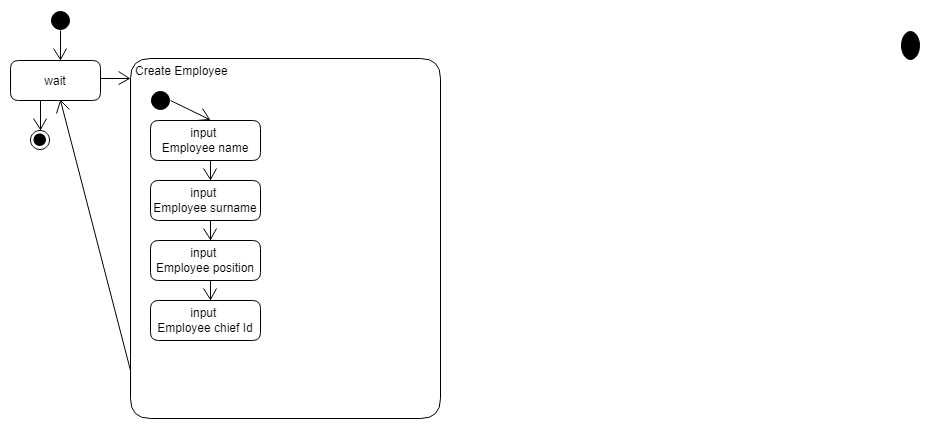 wait
Create Employee
input
Employee name
input
Employee surname
input
Employee position
input
Employee chief Id